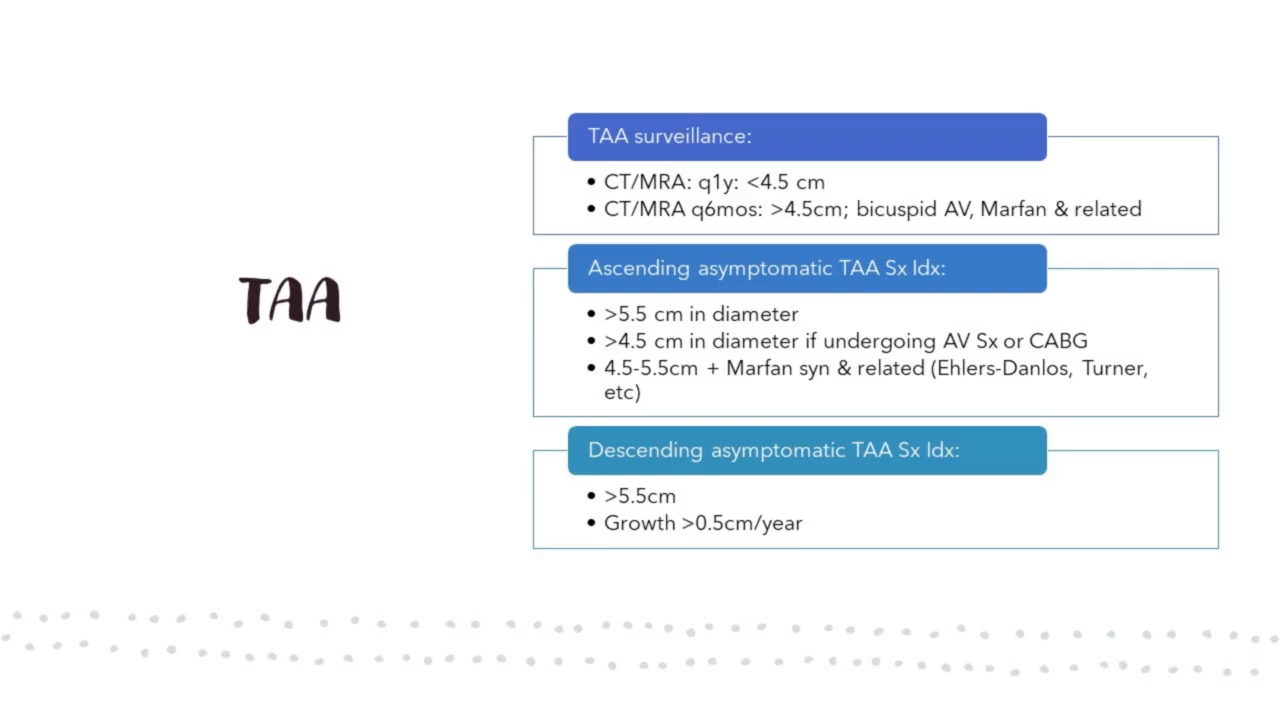 TAA
TAA surveillance:
• CT/MRA: q1y: <4.5 cm
• CT/MRA q6mos: >4.5cm; bicuspid AV, Marfan & related
Ascending asymptomatic TAA Sx Idx:
• >5.5 cm in diameter
• >4.5 cm in diameter if undergoing AV Sx or CABG
• 4.5-5.5cm + Marfan syn & related (Ehlers-Danlos, Turner,
etc)
Descending asymptomatic TAA Sx Idx:
• >5.5cm
• Growth >0.5cm/year